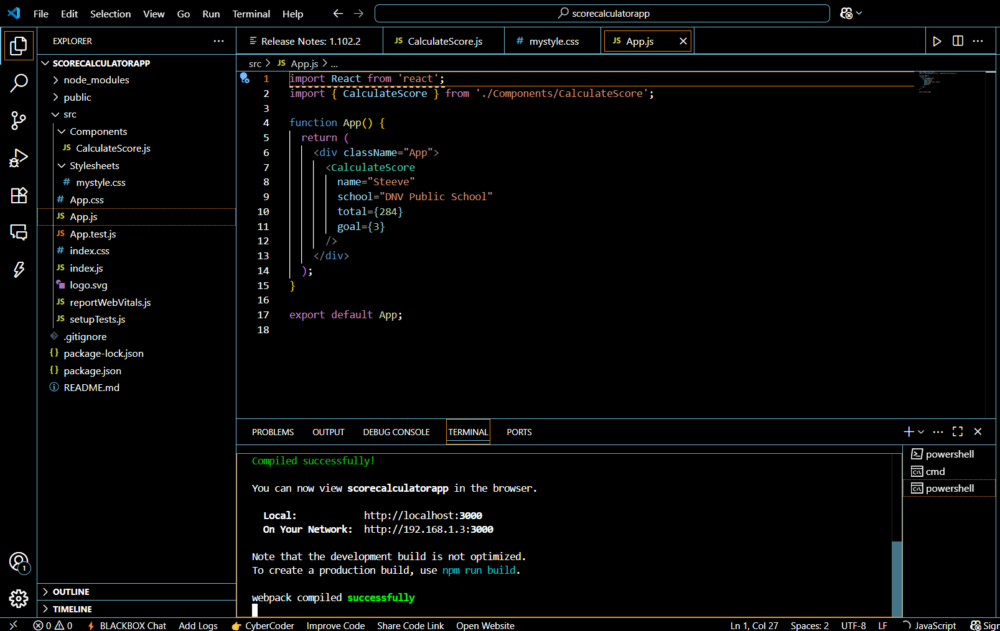 File Edit Selection View Go Run Terminal Help
scorecalculatorapp
EXPLORER
SCORECALCULATORAPP
node_modules
public
src
Components
JS CalculateScore.js
Stylesheets
# mystyle.css
# App.css
JS App.js
JS App.test.js
# index.css
JS index.js
logo.svg
JS reportWebVitals.js
JS setupTests.js
.gitignore
{} package-lock.json
{} package.json
README.md
OUTLINE
TIMELINE
Release Notes: 1.102.2
JS CalculateScore.js
# mystyle.css
JS App.js
src > JS App.js > ...
1 import React from 'react';
2 import { CalculateScore } from './Components/CalculateScore';
3
4 function App() {
5 return (
6 <div className="App">
7 <CalculateScore
8 name="Steeve"
9 school="DNV Public School"
10 total={284}
11 goal={3}
12 />
13 </div>
14 );
15 }
16
17 export default App;
18
PROBLEMS OUTPUT DEBUG CONSOLE TERMINAL PORTS
Compiled successfully!
You can now view scorecalculatorapp in the browser.
Local: http://localhost:3000
On Your Network: http://192.168.1.3:3000
Note that the development build is not optimized.
To create a production build, use npm run build.
webpack compiled successfully
powershell
cmd
powershell
1
0 0 BLACKBOX Chat Add Logs CyberCoder Improve Code Share Code Link Open Website Ln 1, Col 27 Spaces: 2 UTF-8 LF JavaScript Sign